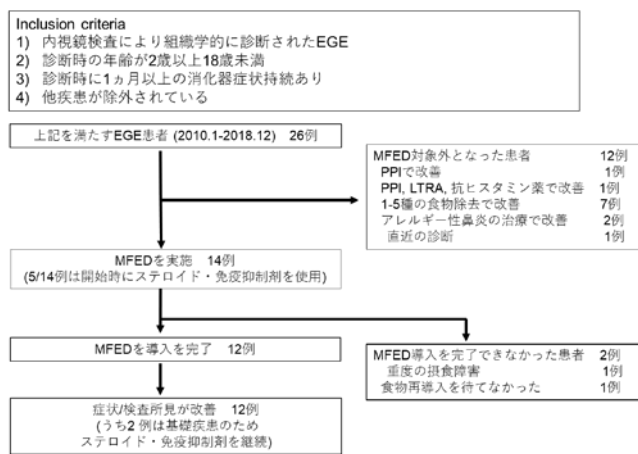 Inclusion criteria
1) 内視鏡検査により組織学的に診断されたEGE
2) 診断時の年齢が2歳以上18歳未満
3) 診断時に1ヵ月以上の消化器症状持続あり
4) 他疾患が除外されている
上記を満たすEGE患者 (2010.1-2018.12) 26例
MFED対象外となった患者 12例
PPIで改善 1例
PPI, LTRA, 抗ヒスタミン薬で改善 1例
1-5種の食物除去で改善 7例
アレルギー性鼻炎の治療で改善 2例
直近の診断 1例
MFEDを実施 14例
(5/14例は開始時にステロイド・免疫抑制剤を使用)
MFEDを導入を完了 12例
MFED導入を完了できなかった患者 2例
重度の摂食障害 1例
食物再導入を待てなかった 1例
症状/検査所見が改善 12例
(うち2 例は基礎疾患のため
ステロイド・免疫抑制剤を継続)